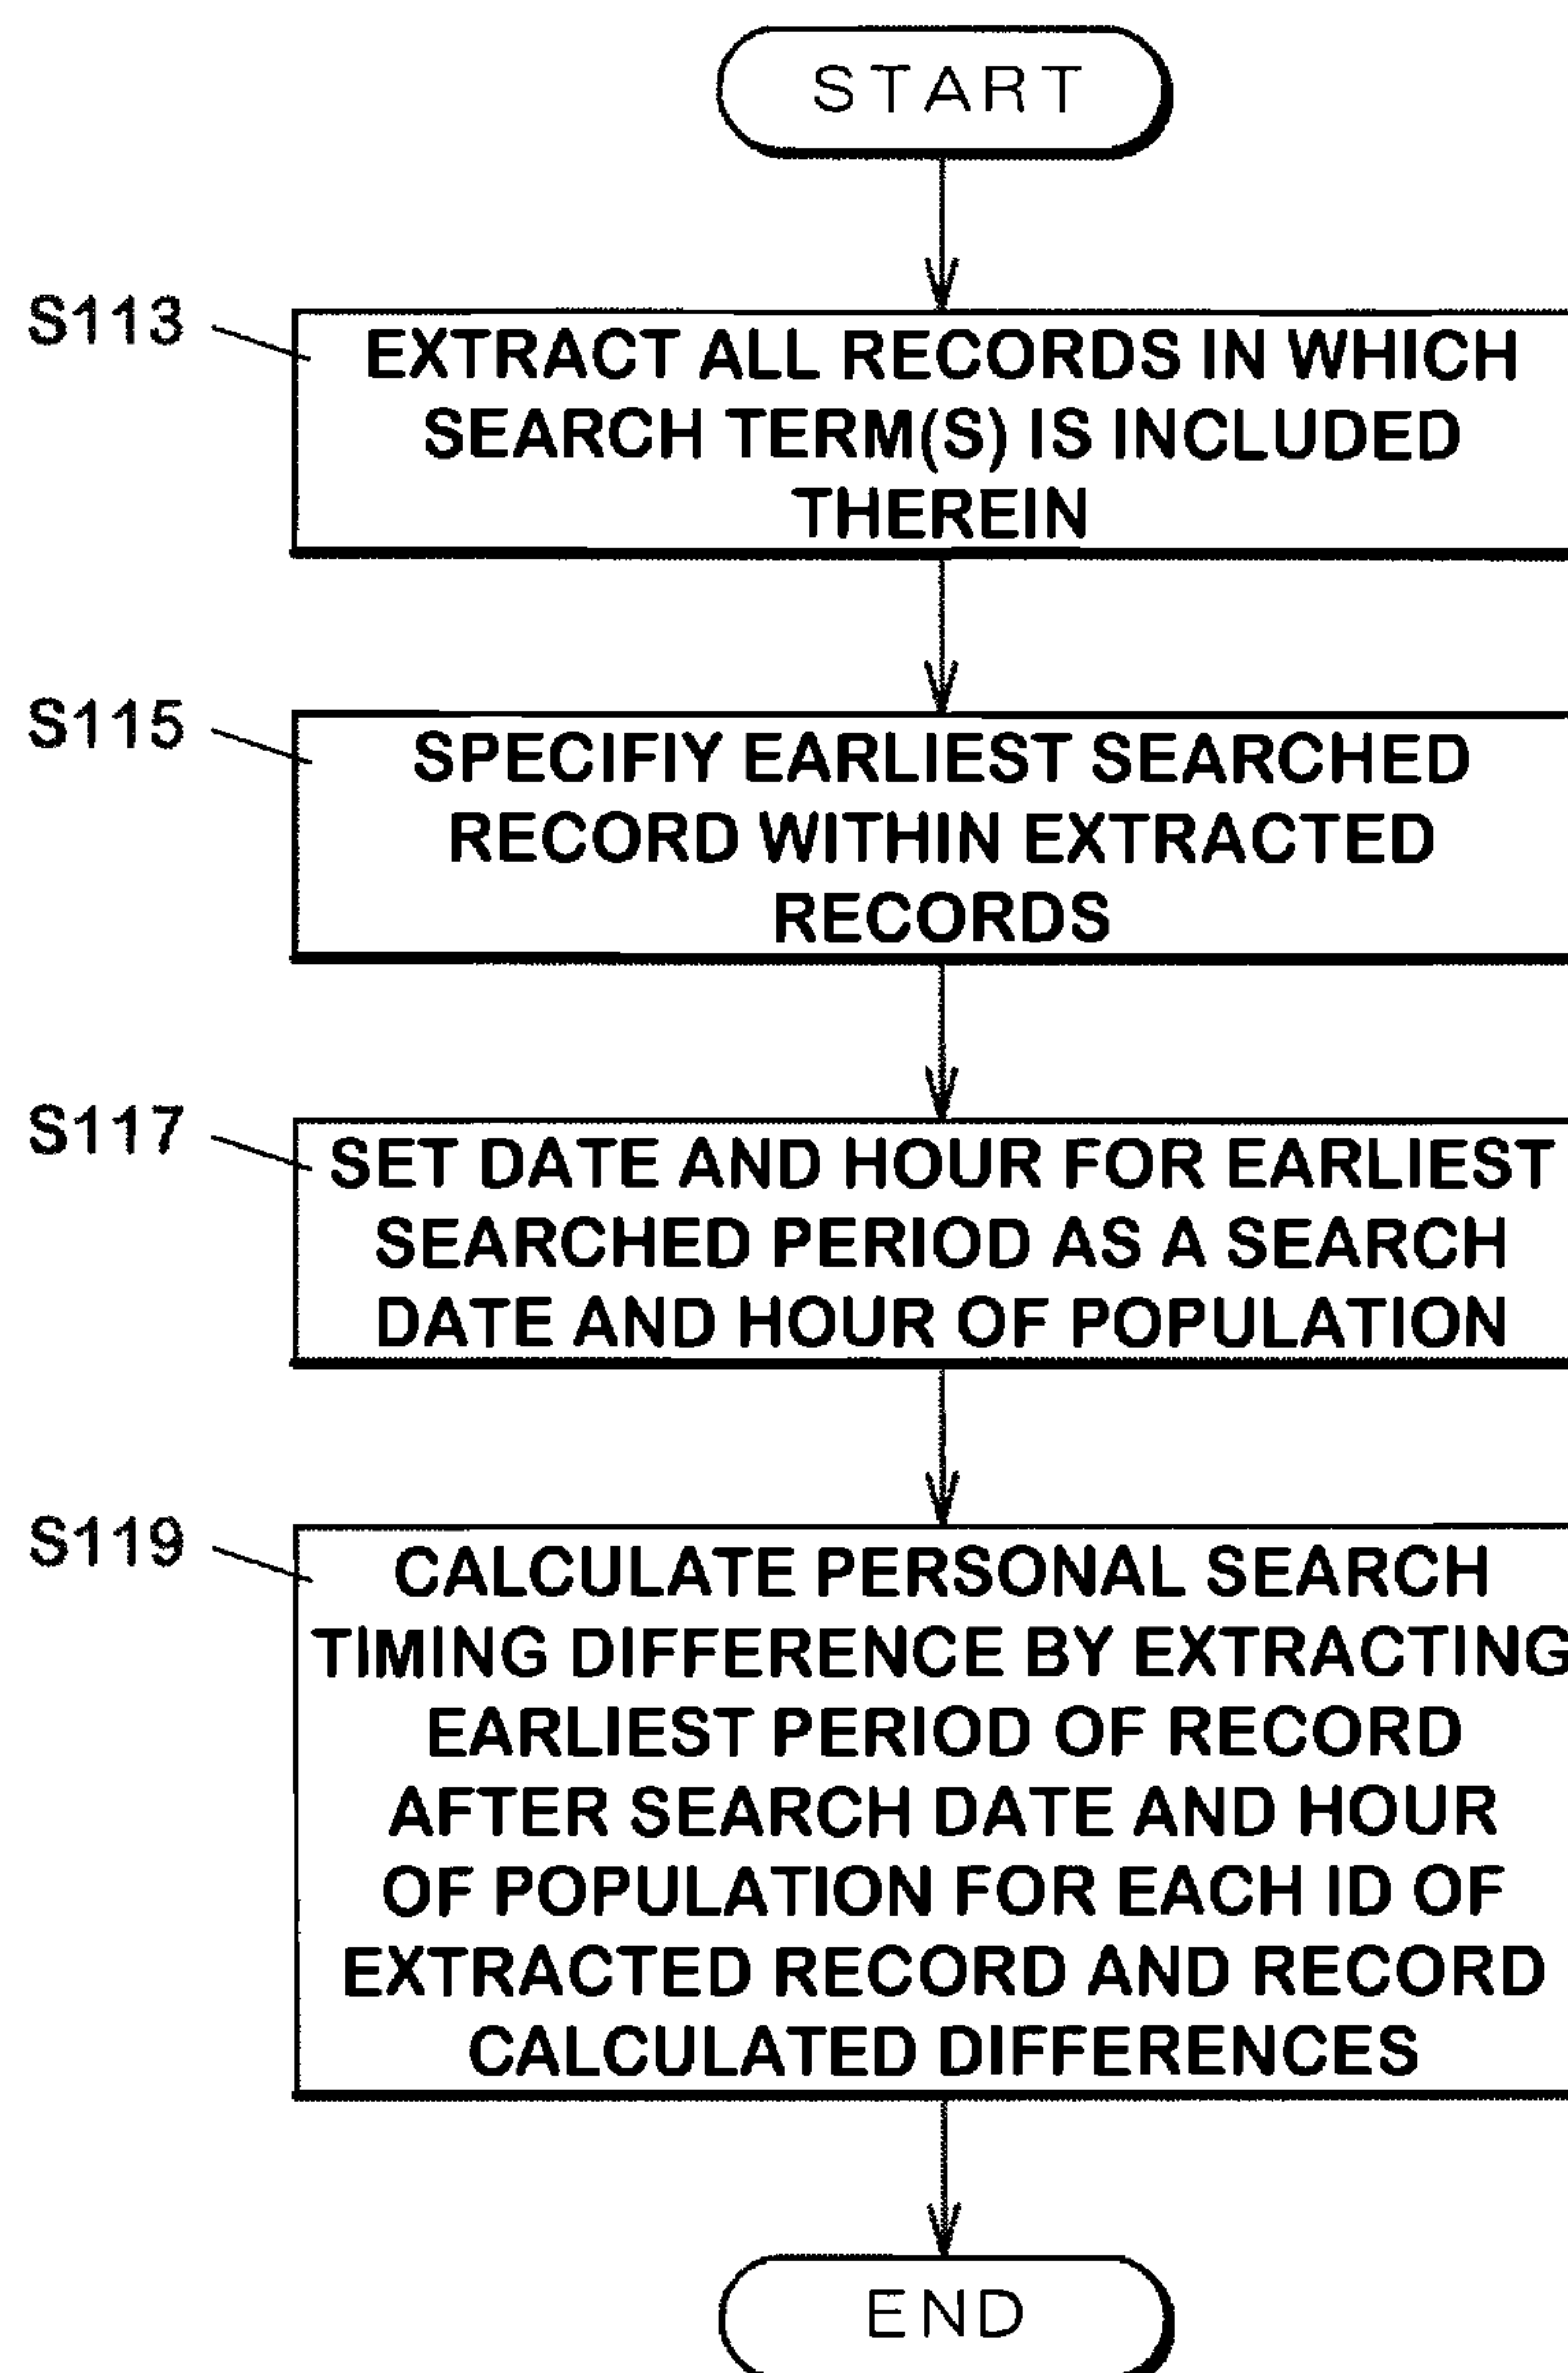 START
S113
EXTRACT ALL RECORDS IN WHICH
SEARCH TERM(S) IS INCLUDED
THEREIN
S115
SPECIFIY EARLIEST SEARCHED
RECORD WITHIN EXTRACTED
RECORDS
S117
SET DATE AND HOUR FOR EARLIEST
SEARCHED PERIOD AS A SEARCH
DATE AND HOUR OF POPULATION
S119
CALCULATE PERSONAL SEARCH
TIMING DIFFERENCE BY EXTRACTING
EARLIEST PERIOD OF RECORD
AFTER SEARCH DATE AND HOUR
OF POPULATION FOR EACH ID OF
EXTRACTED RECORD AND RECORD
CALCULATED DIFFERENCES
END